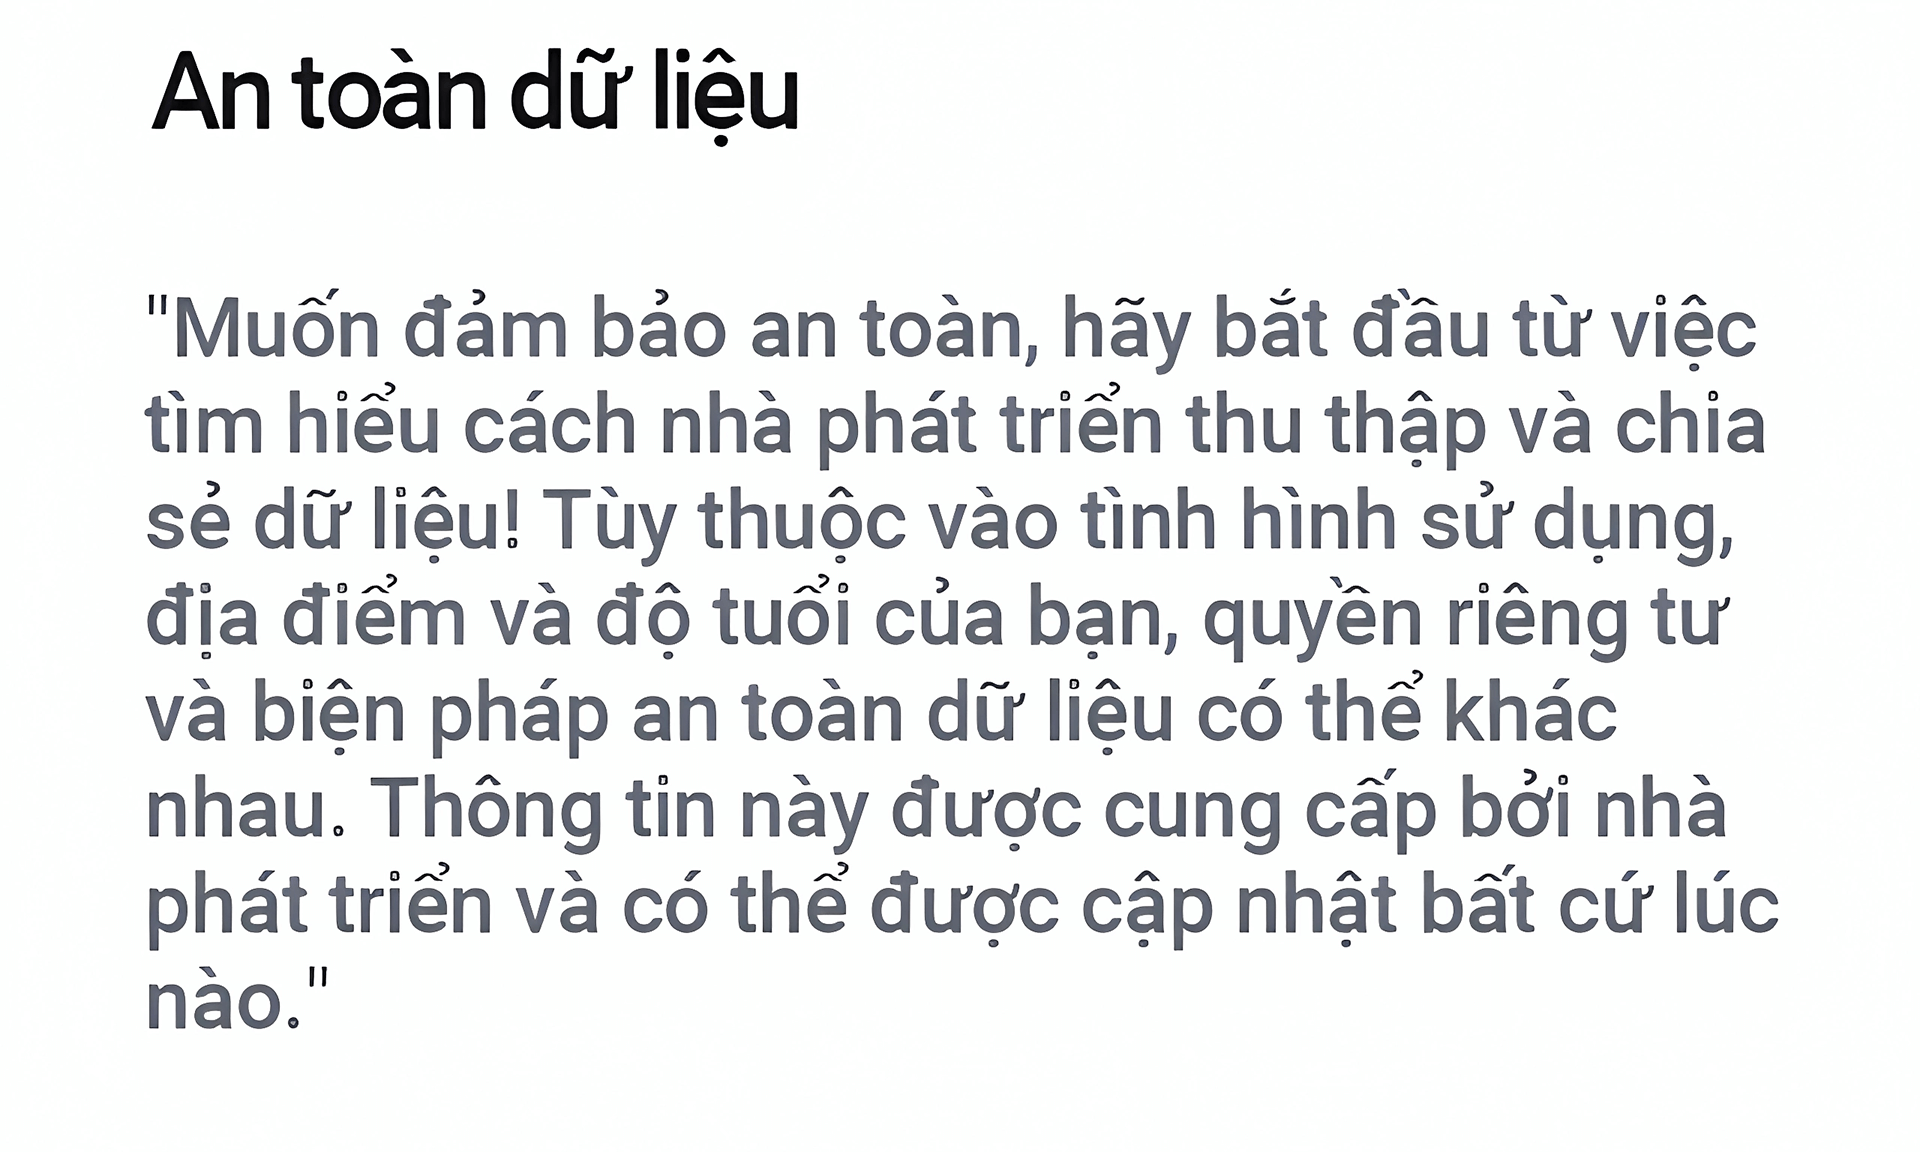 An toàn dữ liệu
"Muốn đảm bảo an toàn, hãy bắt đầu từ việc
tìm hiểu cách nhà phát triển thu thập và chia
sẻ dữ liệu! Tùy thuộc vào tình hình sử dụng,
địa điểm và độ tuổi của bạn, quyền riêng tư
và biện pháp an toàn dữ liệu có thể khác
nhau. Thông tin này được cung cấp bởi nhà
phát triển và có thể được cập nhật bất cứ lúc
nào."